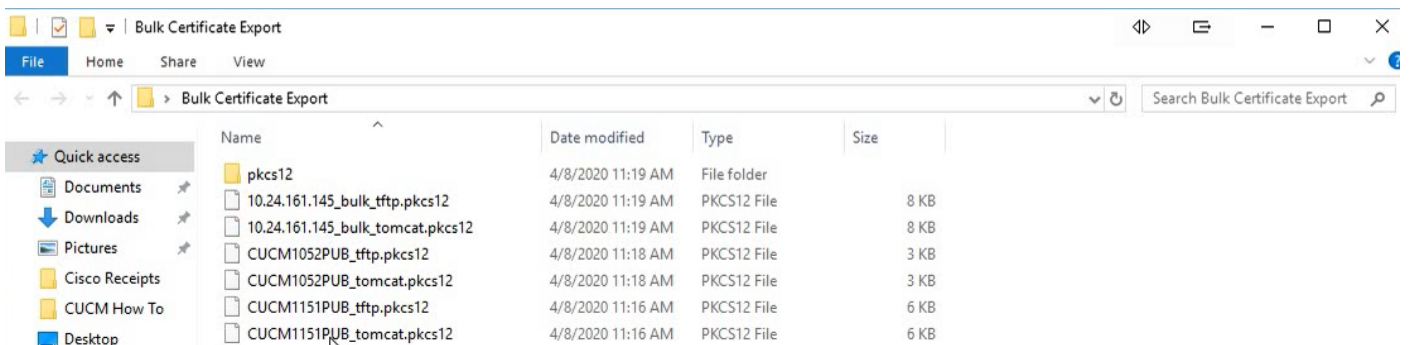 Bulk Certificate Export
File Home Share View
Bulk Certificate Export Search Bulk Certificate Export
Name Date modified Type Size
Quick access
Documents
Downloads
Pictures
Cisco Receipts
CUCM How To
Desktop
pkcs12 4/8/2020 11:19 AM File folder
10.24.161.145_bulk_tftp.pkcs12 4/8/2020 11:19 AM PKCS12 File 8 KB
10.24.161.145_bulk_tomcat.pkcs12 4/8/2020 11:19 AM PKCS12 File 8 KB
CUCM1052PUB_tftp.pkcs12 4/8/2020 11:18 AM PKCS12 File 3 KB
CUCM1052PUB_tomcat.pkcs12 4/8/2020 11:18 AM PKCS12 File 3 KB
CUCM1151PUB_tftp.pkcs12 4/8/2020 11:16 AM PKCS12 File 6 KB
CUCM1151PUB_tomcat.pkcs12 4/8/2020 11:16 AM PKCS12 File 6 KB